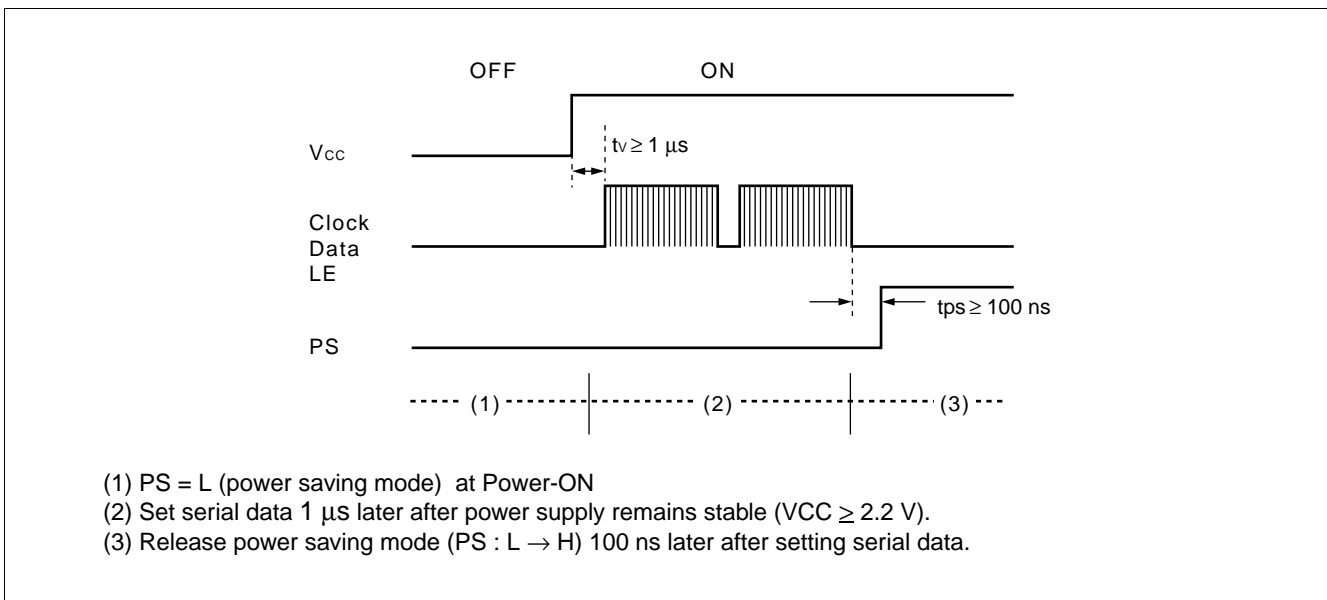 OFF ON
Vcc
tv ≥ 1 μs
Clock
Data
LE
tps ≥ 100 ns
PS
(1) (2) (3)
(1) PS = L (power saving mode) at Power-ON
(2) Set serial data 1 μs later after power supply remains stable (VCC ≥ 2.2 V).
(3) Release power saving mode (PS : L → H) 100 ns later after setting serial data.